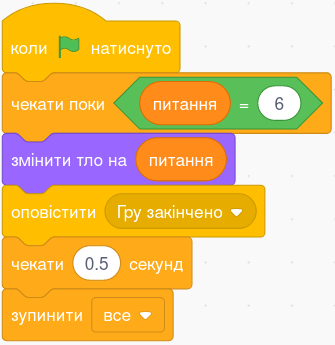 коли натиснуто
чекати поки питання = 6
змінити тло на питання
оповістити Гру закінчено
чекати 0.5 секунд
зупинити все